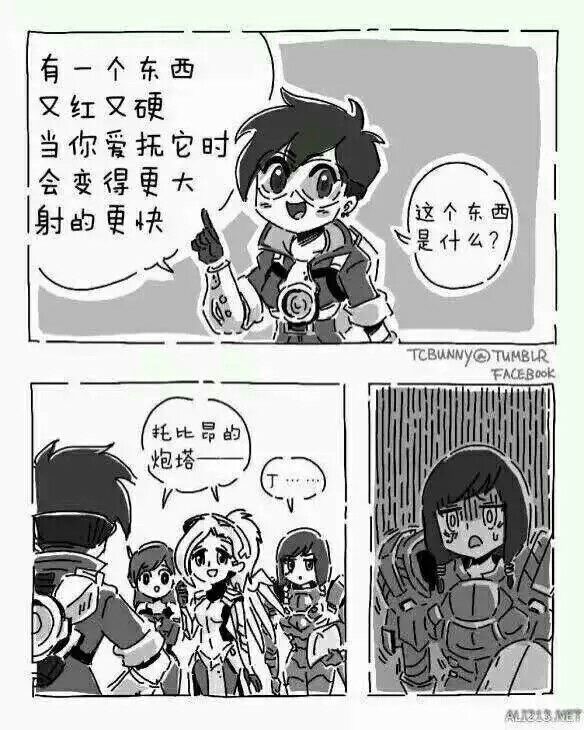 有一个东西
又红又硬
当你爱抚它时
会变得更大
射的更快
这个东西
是什么?
TCBUNNY@TUMBLR
FACEBOOK
托比昂的
炮塔——
丁……
ALI213.NET